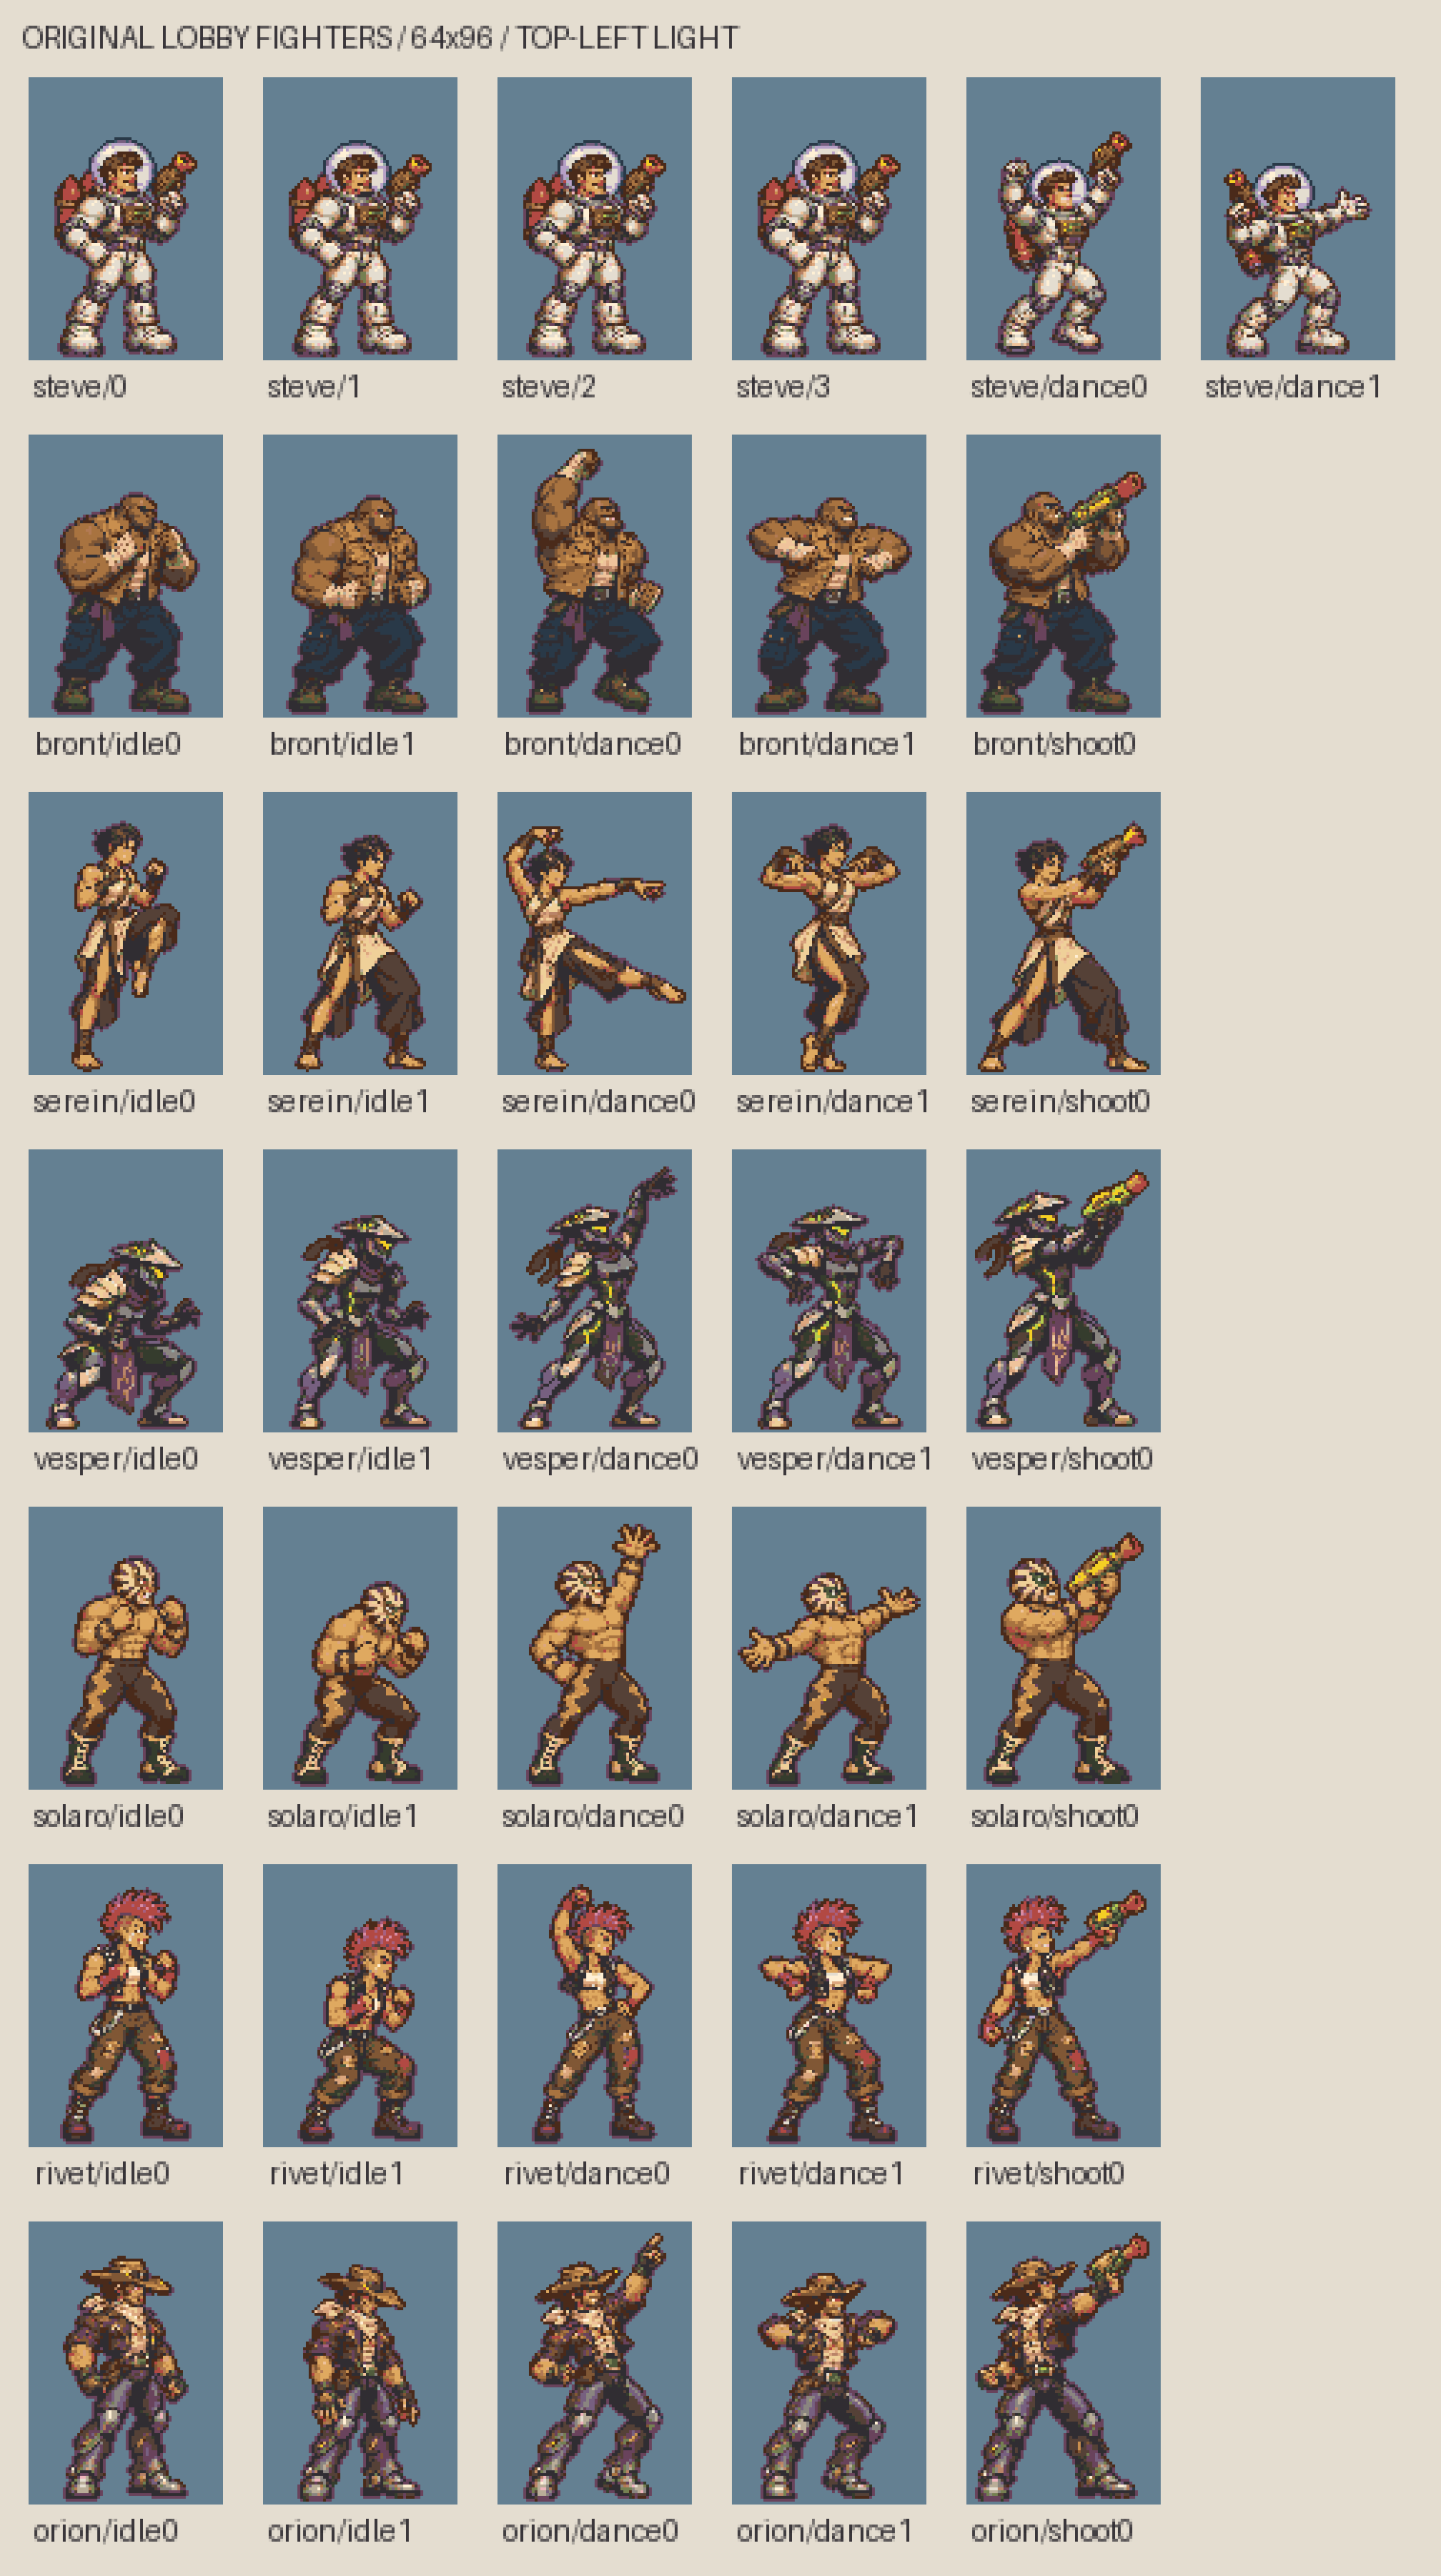 ORIGINAL LOBBY FIGHTERS / 64x96 / TOP-LEFT LIGHT
steve/0 steve/1 steve/2 steve/3 steve/dance0 steve/dance1
bront/idle0 bront/idle1 bront/dance0 bront/dance1 bront/shoot0
serein/idle0 serein/idle1 serein/dance0 serein/dance1 serein/shoot0
vesper/idle0 vesper/idle1 vesper/dance0 vesper/dance1 vesper/shoot0
solaro/idle0 solaro/idle1 solaro/dance0 solaro/dance1 solaro/shoot0
rivet/idle0 rivet/idle1 rivet/dance0 rivet/dance1 rivet/shoot0
orion/idle0 orion/idle1 orion/dance0 orion/dance1 orion/shoot0